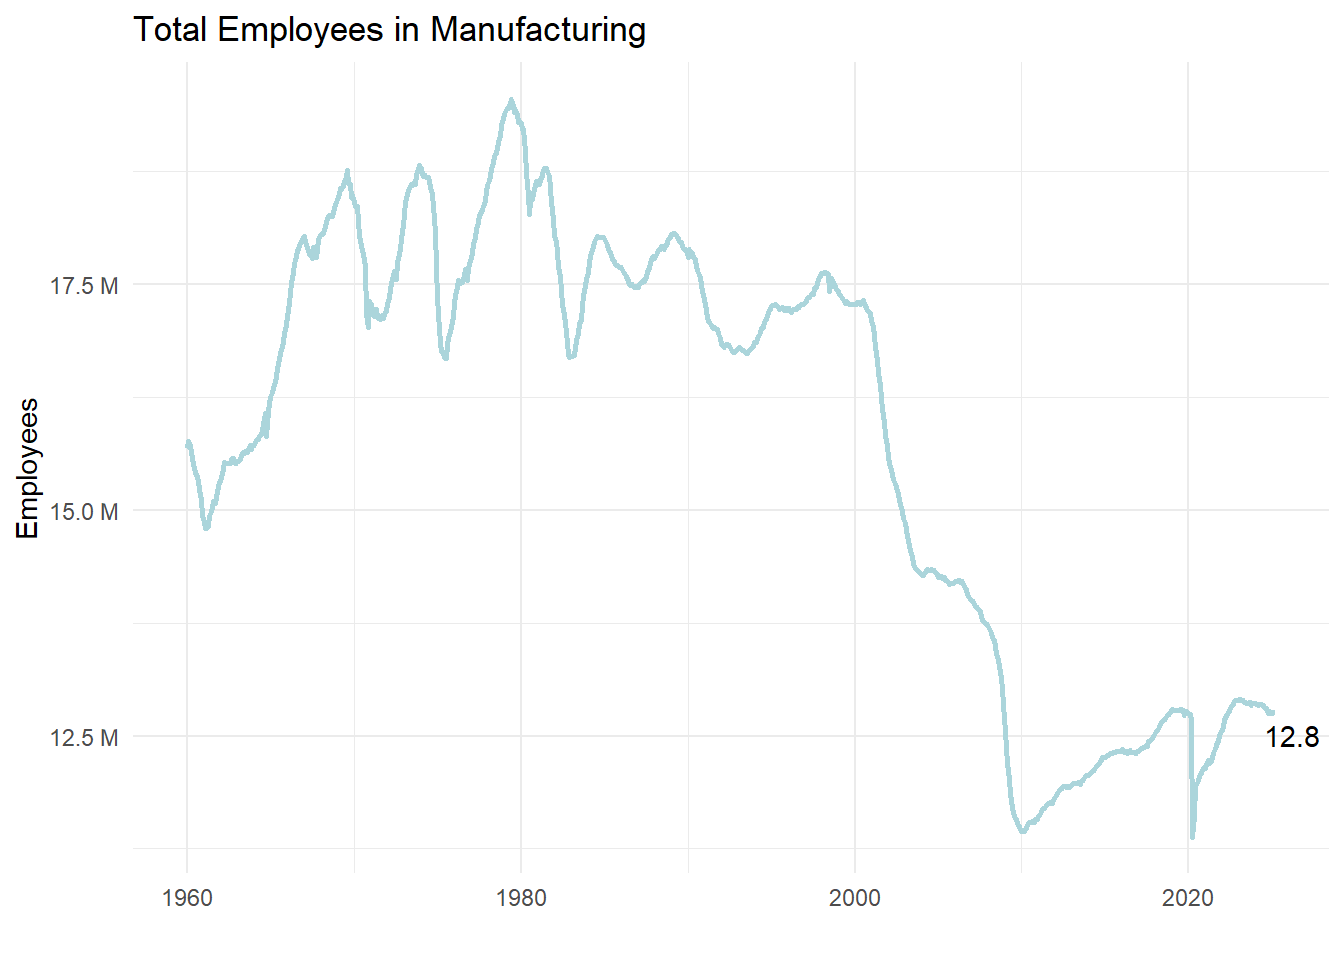 Total Employees in Manufacturing
Employees
17.5 M
15.0 M
12.5 M
12.8
1960
1980
2000
2020